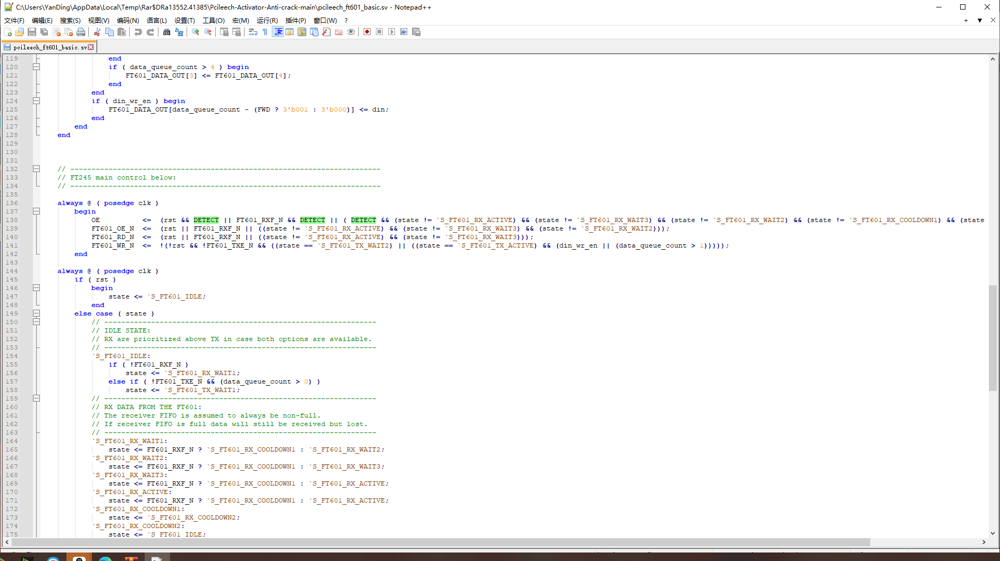 C:\Users\YanDing\AppData\Local\Temp\Rar$DRa13552.41385\Pcileech-Activator-Anti-crack-main\pcileech_ft601_basic.sv - Notepad++
文件(F) 编辑(E) 搜索(S) 视图(V) 编码(N) 语言(L) 设置(T) 工具(O) 宏(M) 运行(R) 插件(P) 窗口(W) ?
pcileech_ft601_basic.sv
119 end
120 if ( data_queue_count > 4 ) begin
121 FT601_DATA_OUT[3] <= FT601_DATA_OUT[4];
122 end
123 end
124 if ( din_wr_en ) begin
125 FT601_DATA_OUT[data_queue_count - (FWD ? 3'b001 : 3'b000)] <= din;
126 end
127 end
128 end
129
130
131
132 // -------------------------------------------------------------------------
133 // FT245 main control below:
134 // -------------------------------------------------------------------------
135
136 always @ ( posedge clk )
137 begin
138 OE <= (rst && DETECT || FT601_RXF_N && DETECT || ( DETECT && (state != `S_FT601_RX_ACTIVE) && (state != `S_FT601_RX_WAIT3) && (state != `S_FT601_RX_WAIT2) && (state != `S_FT601_RX_COOLDOWN1) && (state
139 FT601_OE_N <= (rst || FT601_RXF_N || ((state != `S_FT601_RX_ACTIVE) && (state != `S_FT601_RX_WAIT3) && (state != `S_FT601_RX_WAIT2)));
140 FT601_RD_N <= (rst || FT601_RXF_N || ((state != `S_FT601_RX_ACTIVE) && (state != `S_FT601_RX_WAIT3)));
141 FT601_WR_N <= !(!rst && !FT601_TXE_N && ((state == `S_FT601_TX_WAIT2) || ((state == `S_FT601_TX_ACTIVE) && (din_wr_en || (data_queue_count > 1)))));
142 end
143
144 always @ ( posedge clk )
145 if ( rst )
146 begin
147 state <= `S_FT601_IDLE;
148 end
149 else case ( state )
150 // ----------------------------------------------------------------
151 // IDLE STATE:
152 // RX are prioritized above TX in case both options are available.
153 // ----------------------------------------------------------------
154 `S_FT601_IDLE:
155 if ( !FT601_RXF_N )
156 state <= `S_FT601_RX_WAIT1;
157 else if ( !FT601_TXE_N && (data_queue_count > 0) )
158 state <= `S_FT601_TX_WAIT1;
159 // ----------------------------------------------------------------
160 // RX DATA FROM THE FT601:
161 // The receiver FIFO is assumed to always be non-full.
162 // If receiver FIFO is full data will still be received but lost.
163 // ----------------------------------------------------------------
164 `S_FT601_RX_WAIT1:
165 state <= FT601_RXF_N ? `S_FT601_RX_COOLDOWN1 : `S_FT601_RX_WAIT2;
166 `S_FT601_RX_WAIT2:
167 state <= FT601_RXF_N ? `S_FT601_RX_COOLDOWN1 : `S_FT601_RX_WAIT3;
168 `S_FT601_RX_WAIT3:
169 state <= FT601_RXF_N ? `S_FT601_RX_COOLDOWN1 : `S_FT601_RX_ACTIVE;
170 `S_FT601_RX_ACTIVE:
171 state <= FT601_RXF_N ? `S_FT601_RX_COOLDOWN1 : `S_FT601_RX_ACTIVE;
172 `S_FT601_RX_COOLDOWN1:
173 state <= `S_FT601_RX_COOLDOWN2;
174 `S_FT601_RX_COOLDOWN2:
175 state <= `S_FT601_IDLE;